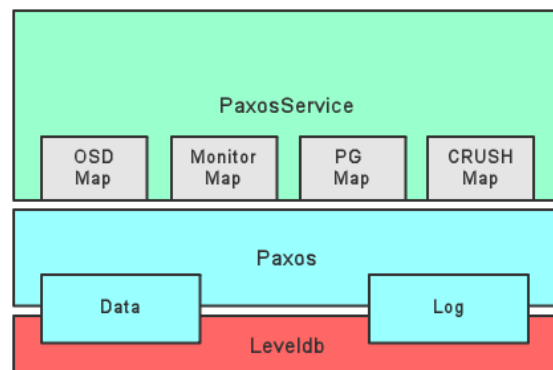 PaxosService
OSD
Map
Monitor
Map
PG
Map
CRUSH
Map
Paxos
Data
Log
Leveldb